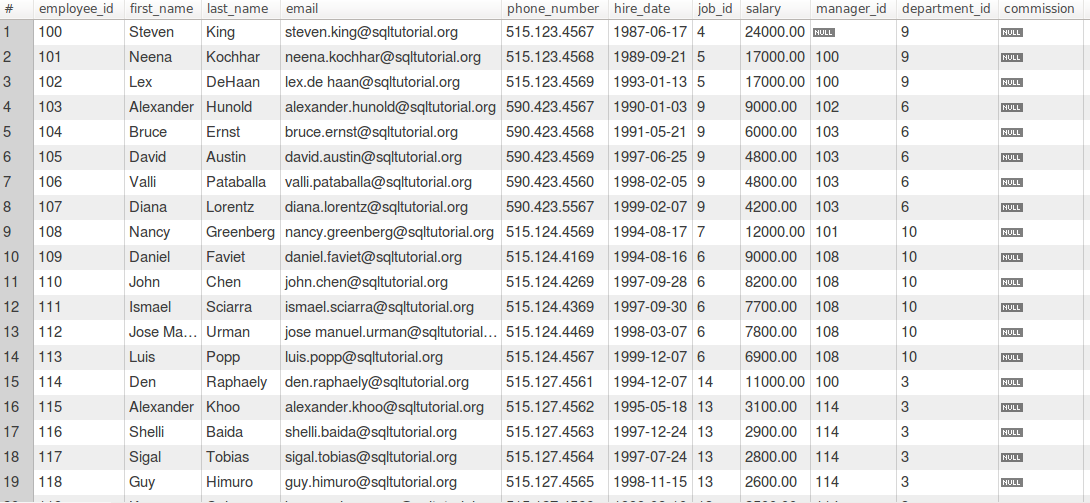 # employee_id first_name last_name email phone_number hire_date job_id salary manager_id department_id commission
1 100 Steven King steven.king@sqltutorial.org 515.123.4567 1987-06-17 4 24000.00 NULL 9 NULL
2 101 Neena Kochhar neena.kochhar@sqltutorial.org 515.123.4568 1989-09-21 5 17000.00 100 9 NULL
3 102 Lex DeHaan lex.de haan@sqltutorial.org 515.123.4569 1993-01-13 5 17000.00 100 9 NULL
4 103 Alexander Hunold alexander.hunold@sqltutorial.org 590.423.4567 1990-01-03 9 9000.00 102 6 NULL
5 104 Bruce Ernst bruce.ernst@sqltutorial.org 590.423.4568 1991-05-21 9 6000.00 103 6 NULL
6 105 David Austin david.austin@sqltutorial.org 590.423.4569 1997-06-25 9 4800.00 103 6 NULL
7 106 Valli Pataballa valli.pataballa@sqltutorial.org 590.423.4560 1998-02-05 9 4800.00 103 6 NULL
8 107 Diana Lorentz diana.lorentz@sqltutorial.org 590.423.5567 1999-02-07 9 4200.00 103 6 NULL
9 108 Nancy Greenberg nancy.greenberg@sqltutorial.org 515.124.4569 1994-08-17 7 12000.00 101 10 NULL
10 109 Daniel Faviet daniel.faviet@sqltutorial.org 515.124.4169 1994-08-16 6 9000.00 108 10 NULL
11 110 John Chen john.chen@sqltutorial.org 515.124.4269 1997-09-28 6 8200.00 108 10 NULL
12 111 Ismael Sciarra ismael.sciarra@sqltutorial.org 515.124.4369 1997-09-30 6 7700.00 108 10 NULL
13 112 Jose Ma... Urman jose manuel.urman@sqltutorial... 515.124.4469 1998-03-07 6 7800.00 108 10 NULL
14 113 Luis Popp luis.popp@sqltutorial.org 515.124.4567 1999-12-07 6 6900.00 108 10 NULL
15 114 Den Raphaely den.raphaely@sqltutorial.org 515.127.4561 1994-12-07 14 11000.00 100 3 NULL
16 115 Alexander Khoo alexander.khoo@sqltutorial.org 515.127.4562 1995-05-18 13 3100.00 114 3 NULL
17 116 Shelli Baida shelli.baida@sqltutorial.org 515.127.4563 1997-12-24 13 2900.00 114 3 NULL
18 117 Sigal Tobias sigal.tobias@sqltutorial.org 515.127.4564 1997-07-24 13 2800.00 114 3 NULL
19 118 Guy Himuro guy.himuro@sqltutorial.org 515.127.4565 1998-11-15 13 2600.00 114 3 NULL